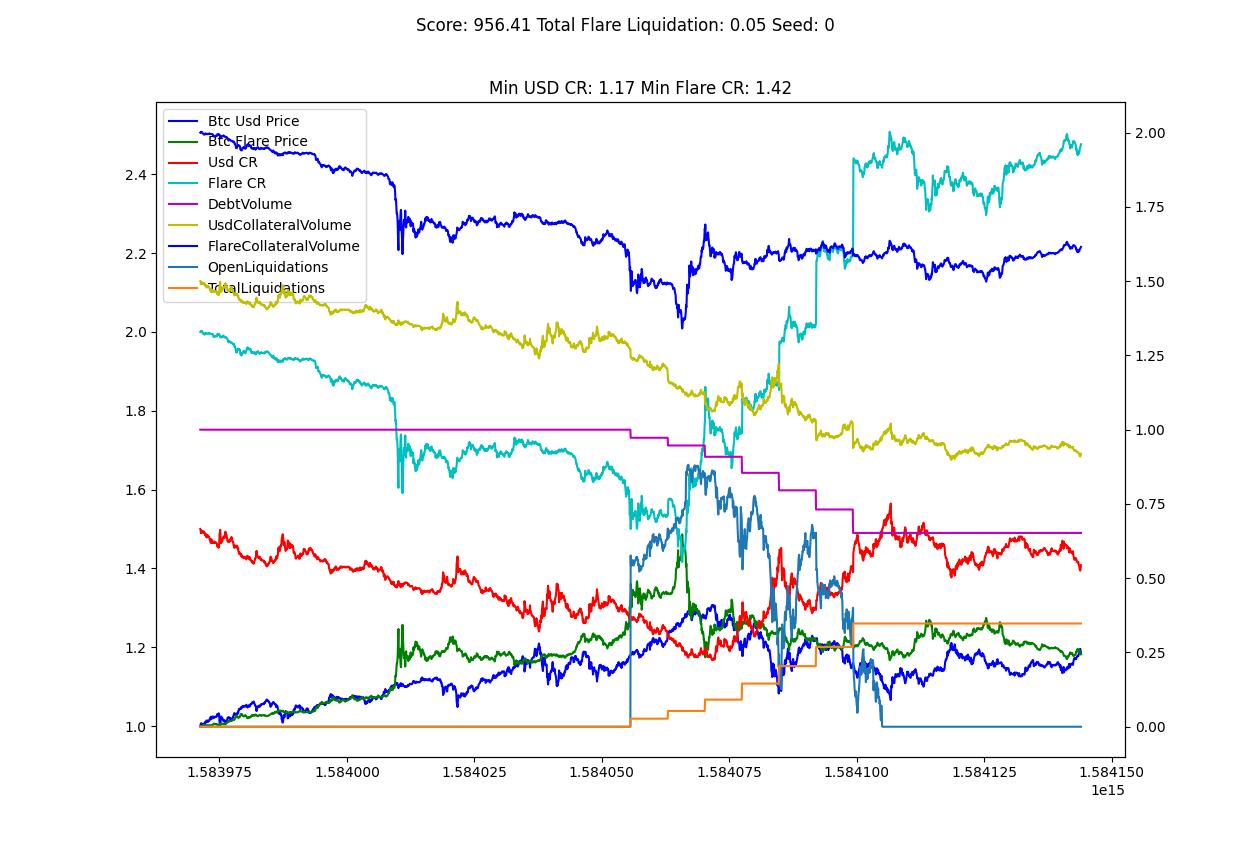 Score: 956.41 Total Flare Liquidation: 0.05 Seed: 0
Min USD CR: 1.17 Min Flare CR: 1.42
Btc Usd Price
Btc Flare Price
Usd CR
Flare CR
DebtVolume
UsdCollateralVolume
FlareCollateralVolume
OpenLiquidations
TotalLiquidations
2.4
2.2
2.0
1.8
1.6
1.4
1.2
1.0
2.00
1.75
1.50
1.25
1.00
0.75
0.50
0.25
0.00
1.583975
1.584000
1.584025
1.584050
1.584075
1.584100
1.584125
1.584150
1e15